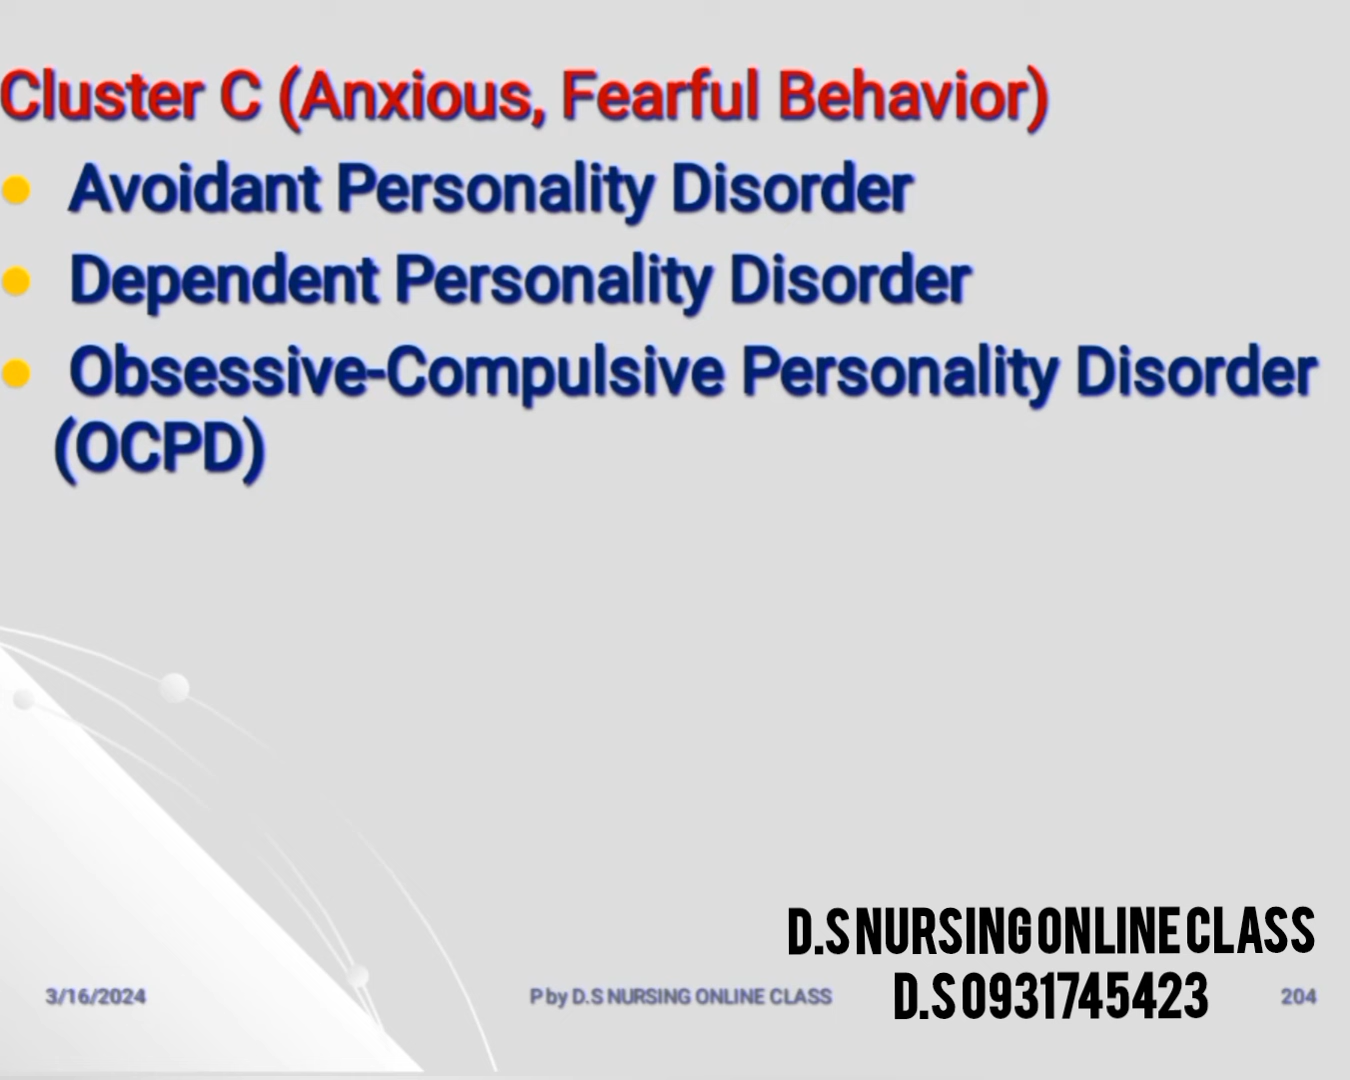 Cluster C (Anxious, Fearful Behavior)
• Avoidant Personality Disorder
• Dependent Personality Disorder
• Obsessive-Compulsive Personality Disorder
(OCPD)
D.S NURSING ONLINE CLASS
D.S 0931745423
3/16/2024
P by D.S NURSING ONLINE CLASS
204